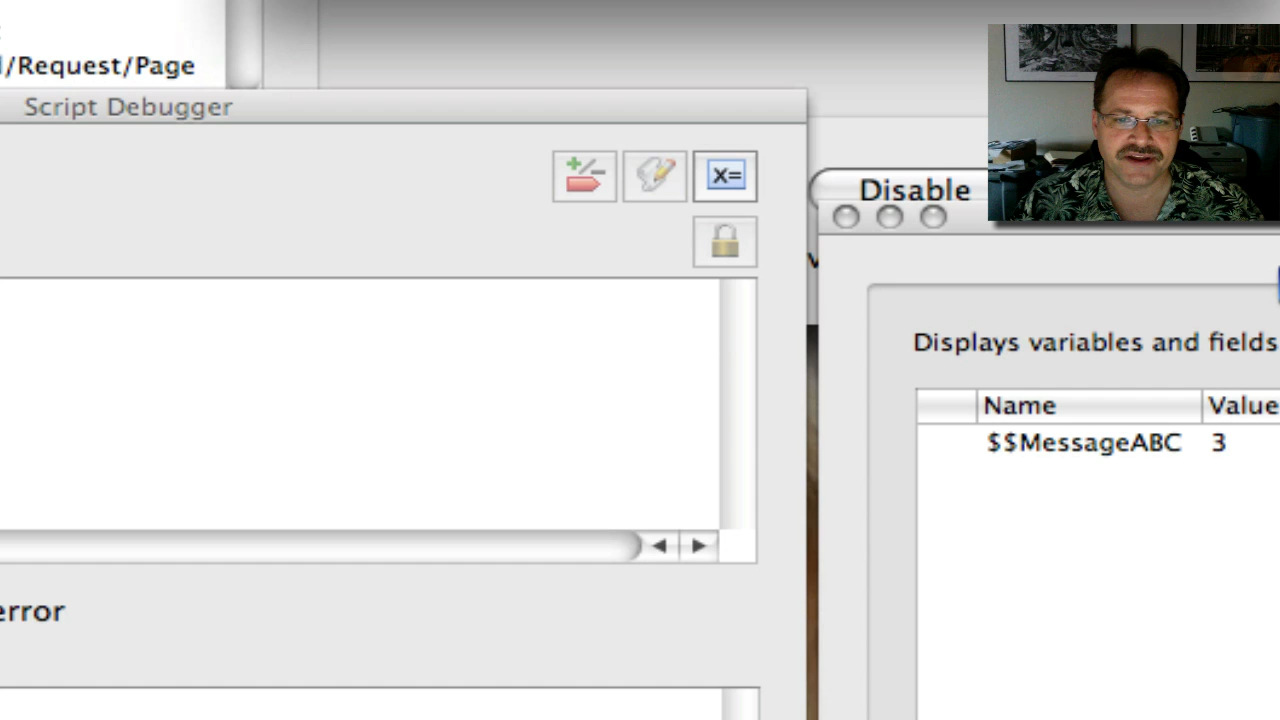 /Request/Page
Script Debugger
x=
Disable
Displays variables and fields
Name Value
$$MessageABC 3
error